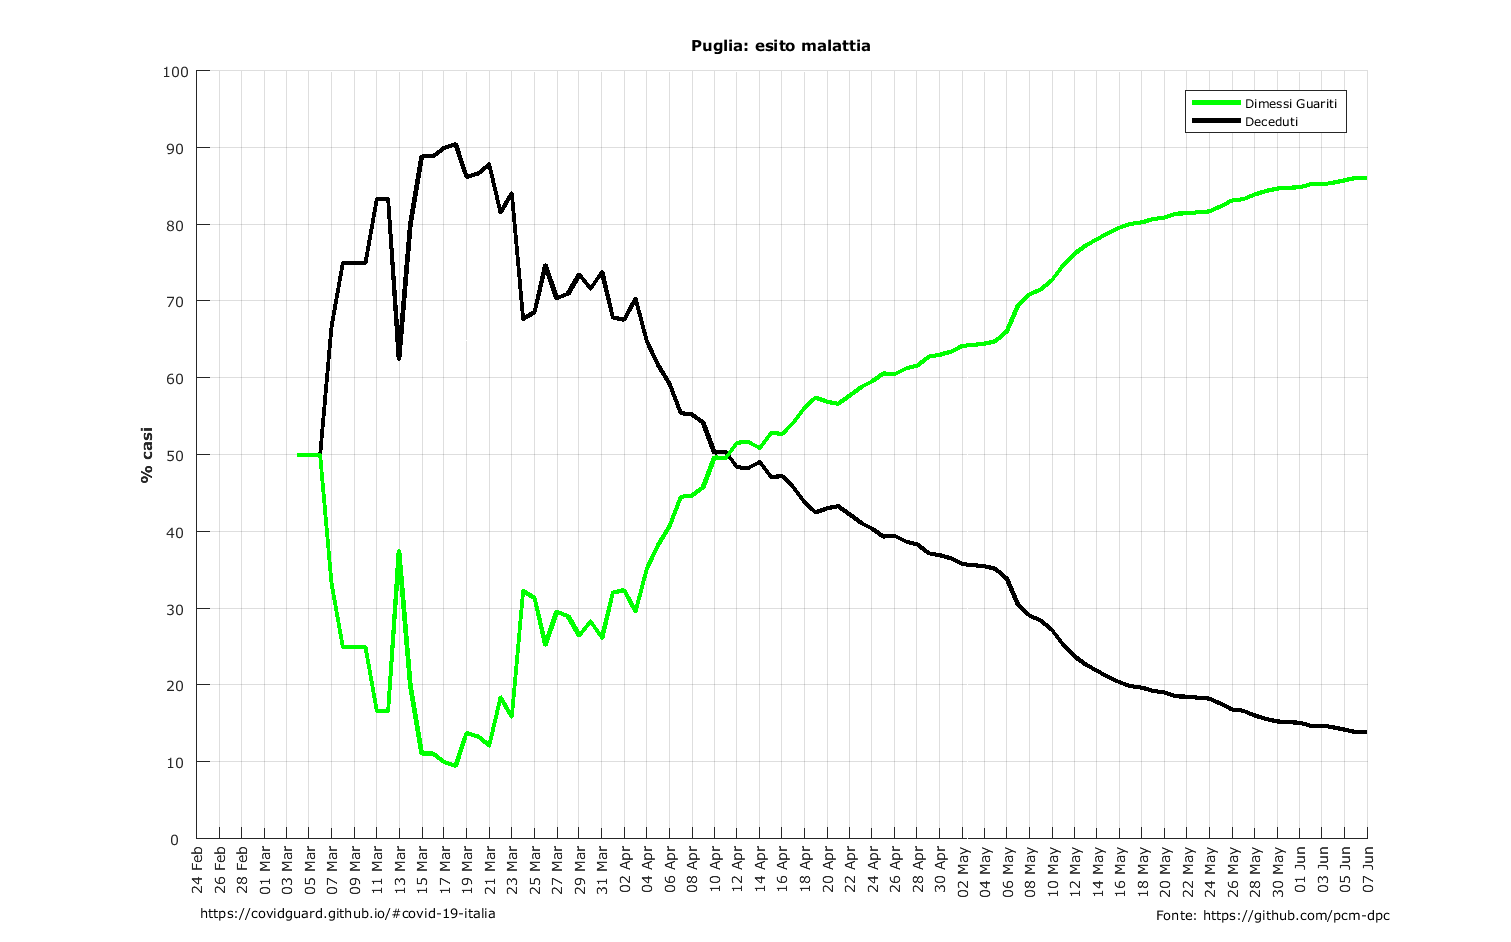 Puglia: esito malattia
100
90
80
70
60
50
40
30
20
10
0
% casi
Dimessi Guariti
Deceduti
24 Feb
26 Feb
28 Feb
01 Mar
03 Mar
05 Mar
07 Mar
09 Mar
11 Mar
13 Mar
15 Mar
17 Mar
19 Mar
21 Mar
23 Mar
25 Mar
27 Mar
29 Mar
31 Mar
02 Apr
04 Apr
06 Apr
08 Apr
10 Apr
12 Apr
14 Apr
16 Apr
18 Apr
20 Apr
22 Apr
24 Apr
26 Apr
28 Apr
30 Apr
02 May
04 May
06 May
08 May
10 May
12 May
14 May
16 May
18 May
20 May
22 May
24 May
26 May
28 May
30 May
01 Jun
03 Jun
05 Jun
07 Jun
https://covidguard.github.io/#covid-19-italia
Fonte: https://github.com/pcm-dpc